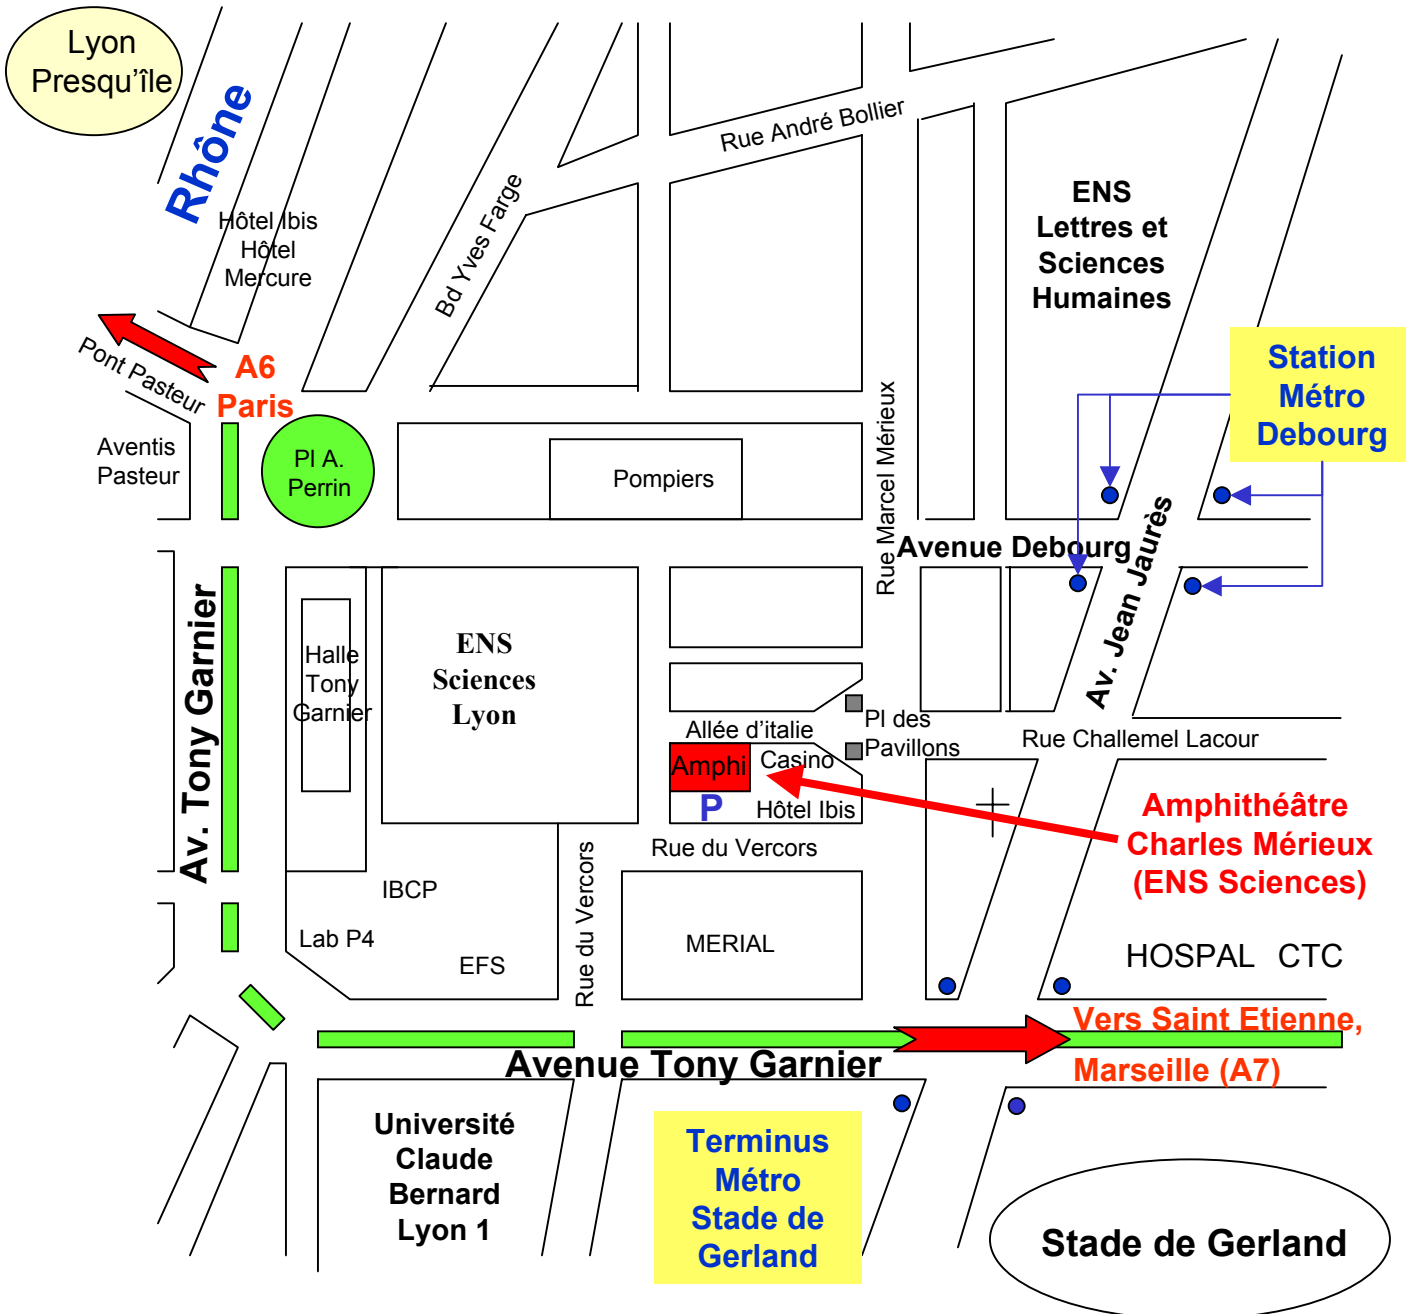 Lyon
Presqu'île
Rhône
Rue André Bollier
Bd Yves Farge
Hôtel Ibis
Hôtel
Mercure
ENS
Lettres et
Sciences
Humaines
Pont Pasteur
A6
Paris
Station
Métro
Debourg
Aventis
Pasteur
Pl A.
Perrin
Pompiers
Rue Marcel Mérieux
Avenue Debourg
Av. Jean Jaurès
Av. Tony Garnier
Halle
Tony
Garnier
ENS
Sciences
Lyon
Allée d'italie
Pl des
Pavillons
Rue Challemel Lacour
Amphi
Casino
P
Hôtel Ibis
Amphithéâtre
Charles Mérieux
(ENS Sciences)
Rue du Vercors
Rue du Vercors
IBCP
Lab P4
EFS
MERIAL
HOSPAL CTC
Vers Saint Etienne,
Marseille (A7)
Avenue Tony Garnier
Université
Claude
Bernard
Lyon 1
Terminus
Métro
Stade de
Gerland
Stade de Gerland